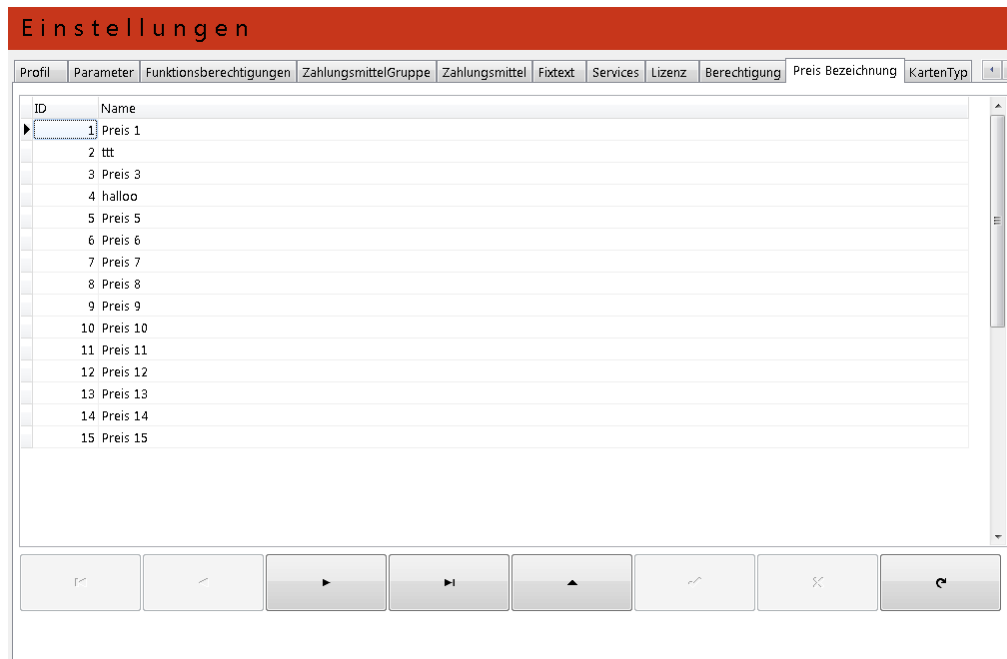 Einstellungen
Profil Parameter Funktionsberechtigungen ZahlungsmittelGruppe Zahlungsmittel Fixtext Services Lizenz Berechtigung Preis Bezeichnung KartenTyp
ID Name
1 Preis 1
2 ttt
3 Preis 3
4 halloo
5 Preis 5
6 Preis 6
7 Preis 7
8 Preis 8
9 Preis 9
10 Preis 10
11 Preis 11
12 Preis 12
13 Preis 13
14 Preis 14
15 Preis 15